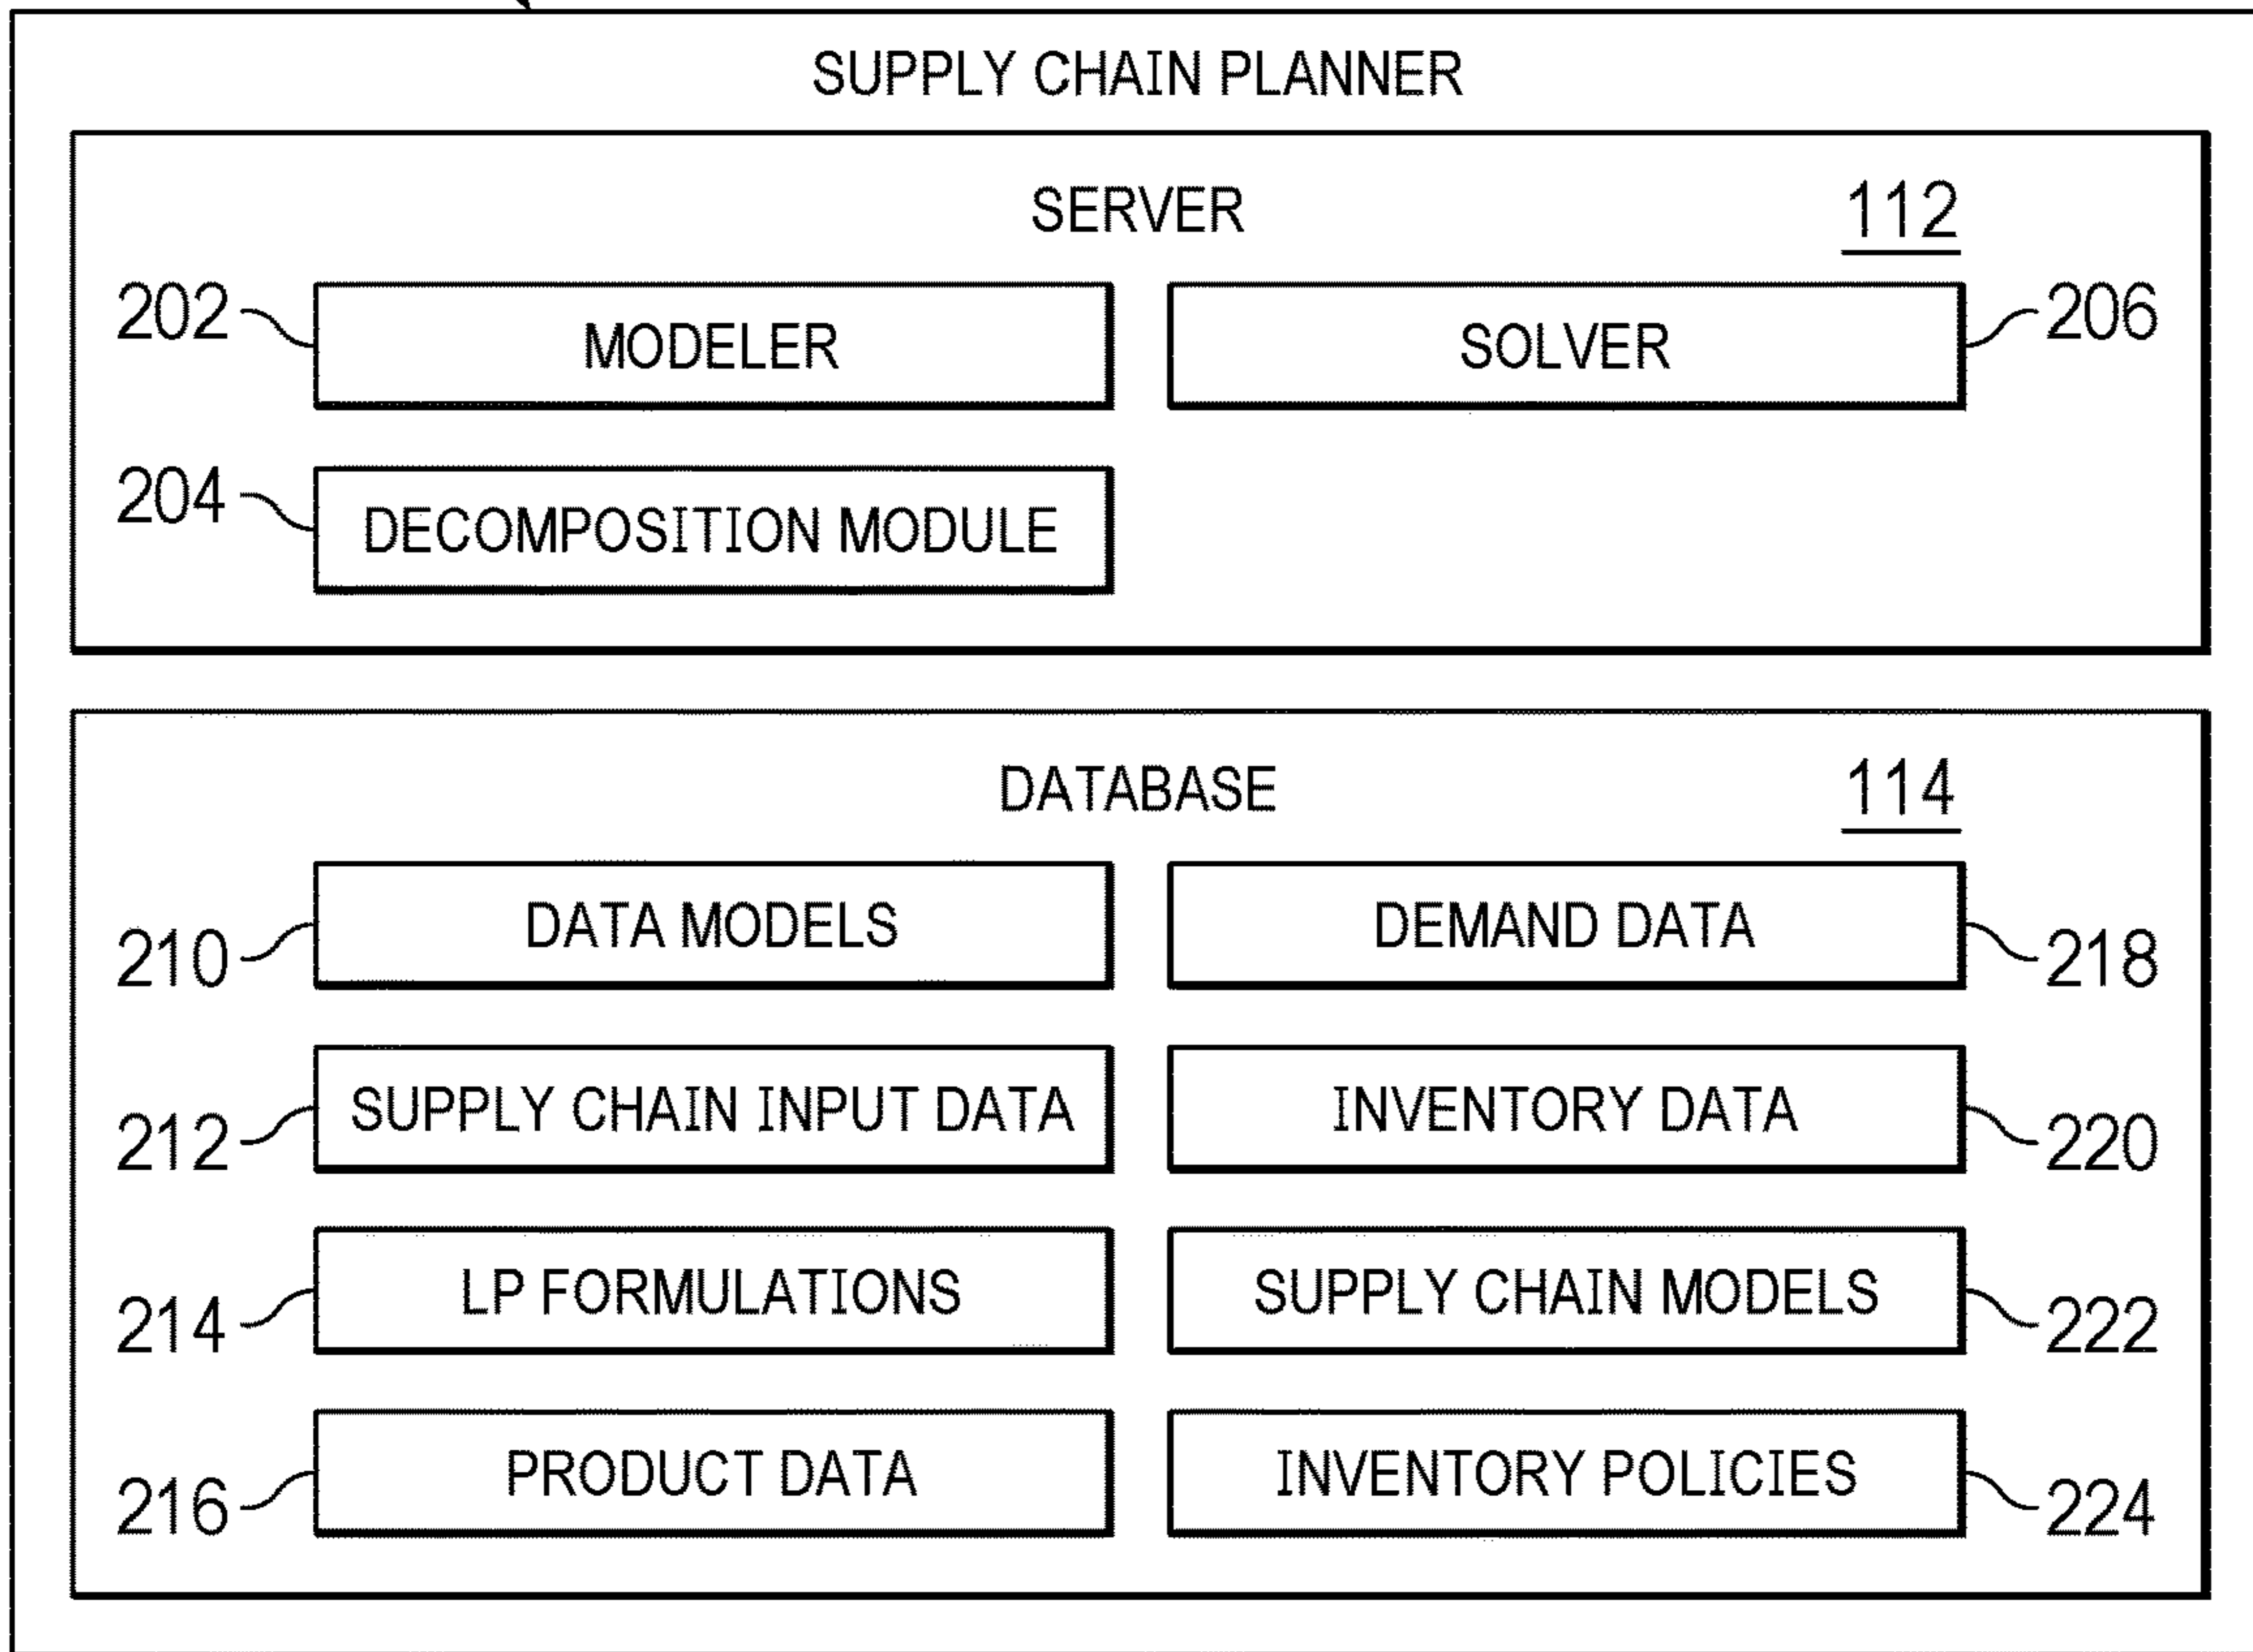 SUPPLY CHAIN PLANNER
SERVER
112
202
MODELER
SOLVER
206
204
DECOMPOSITION MODULE
DATABASE
114
210
DATA MODELS
DEMAND DATA
218
212
SUPPLY CHAIN INPUT DATA
INVENTORY DATA
220
214
LP FORMULATIONS
SUPPLY CHAIN MODELS
222
216
PRODUCT DATA
INVENTORY POLICIES
224